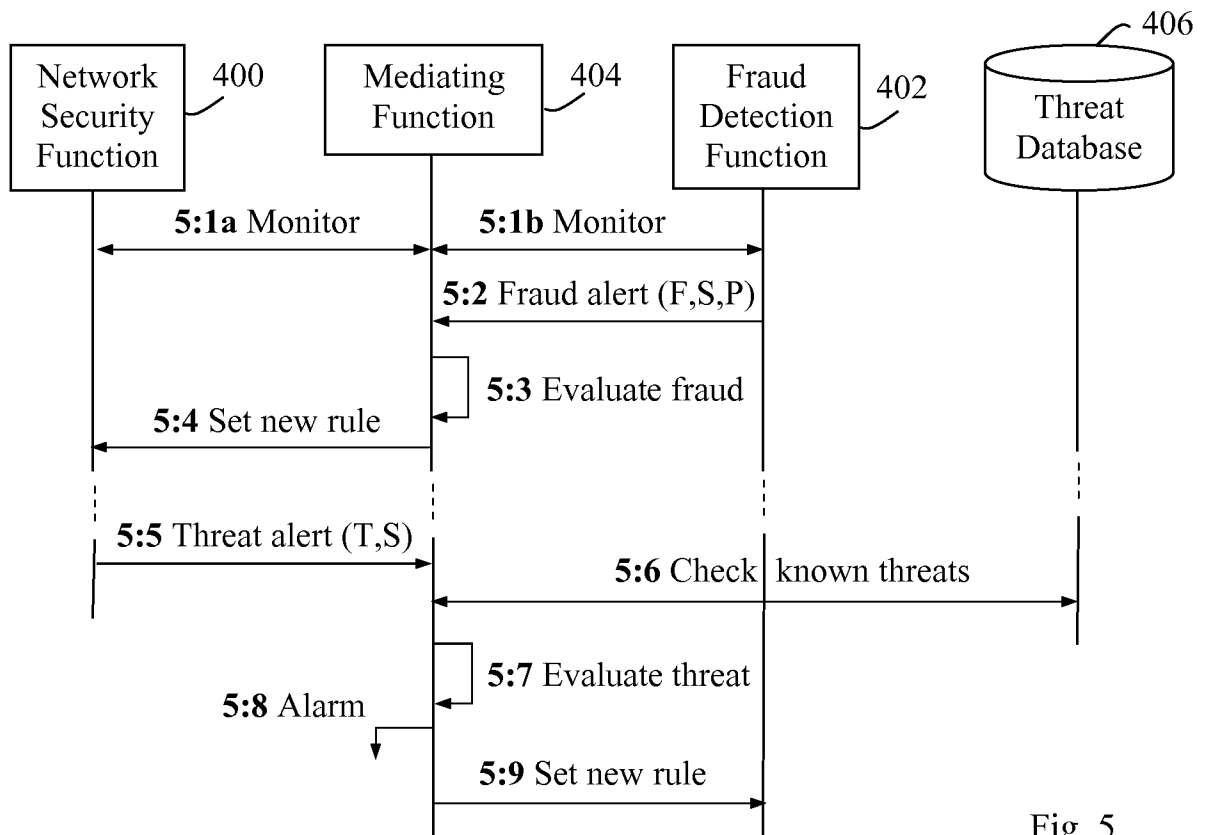 406
Network
Security
Function
400
Mediating
Function
404
Fraud
Detection
Function
402
Threat
Database
5:1a Monitor
5:1b Monitor
5:2 Fraud alert (F,S,P)
5:3 Evaluate fraud
5:4 Set new rule
5:5 Threat alert (T,S)
5:6 Check known threats
5:7 Evaluate threat
5:8 Alarm
5:9 Set new rule
Fig. 5